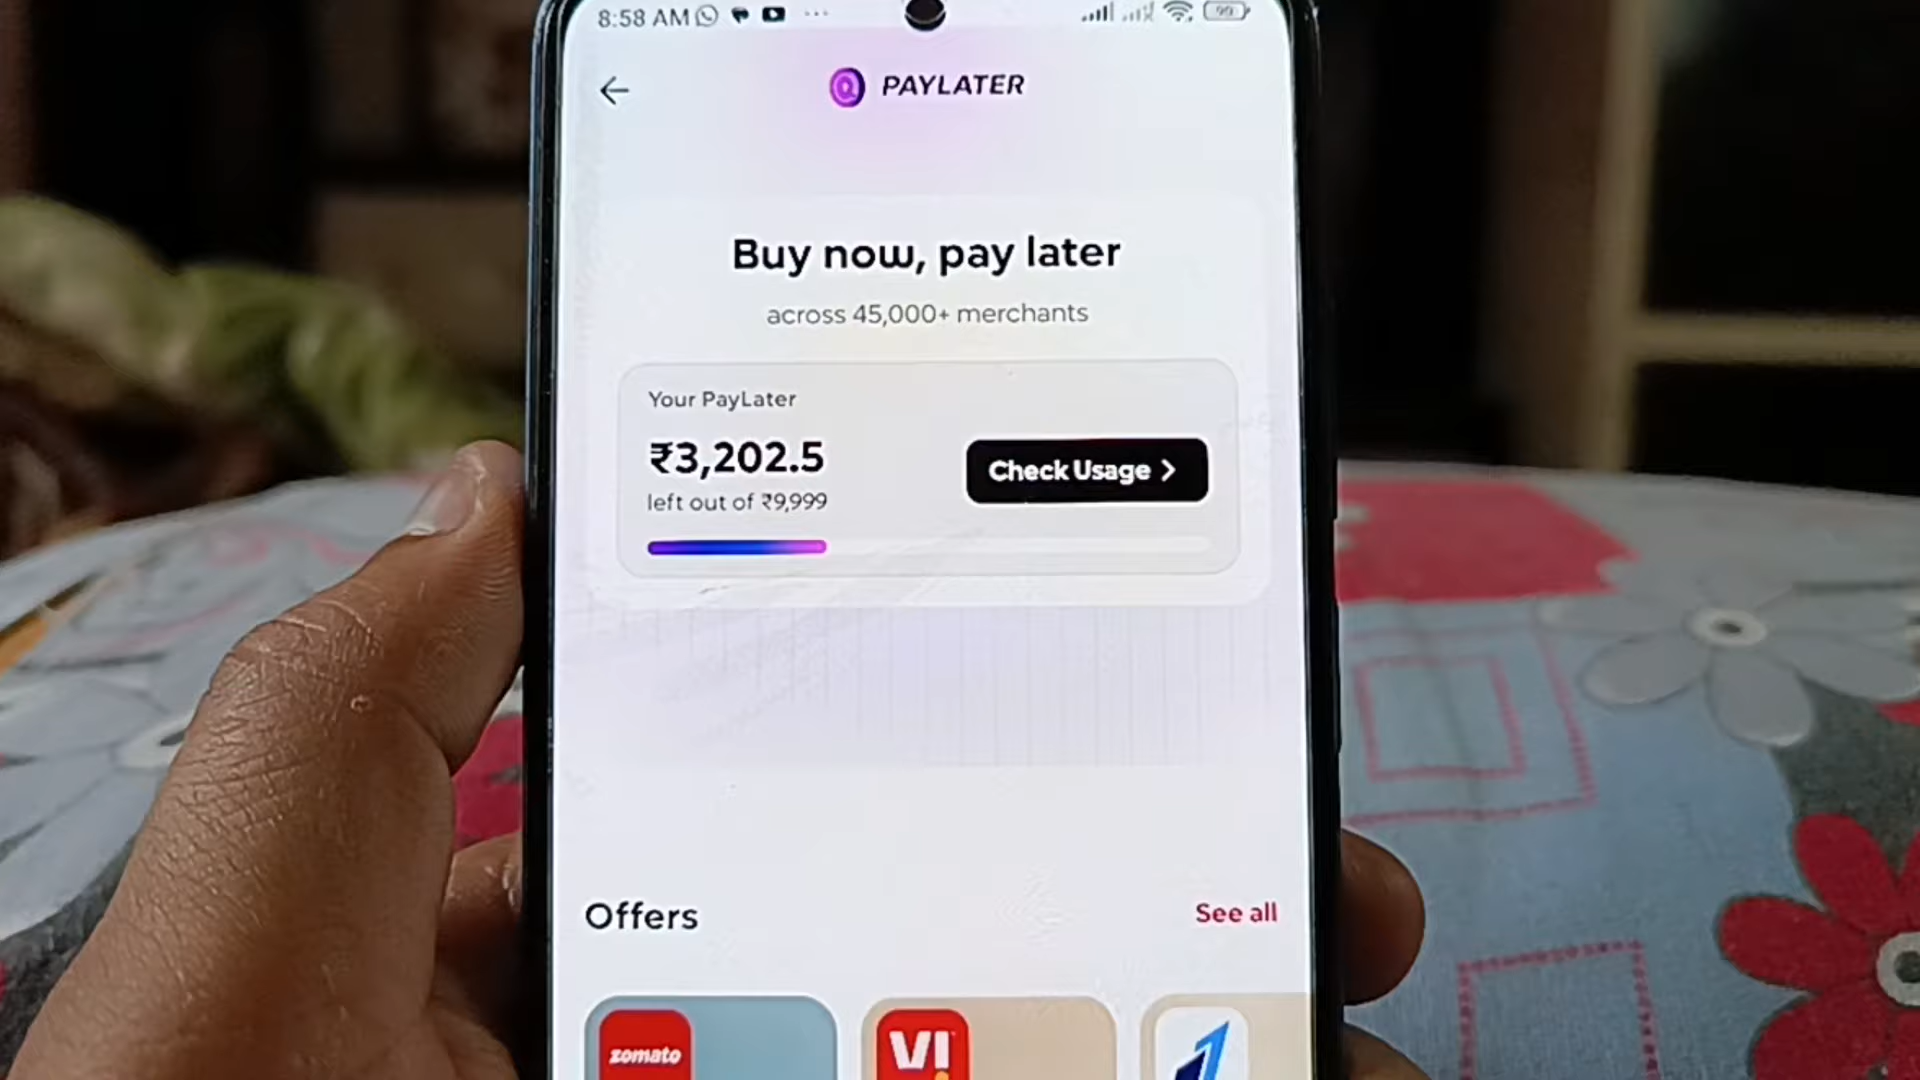 8:58 AM
PAYLATER
Buy now, pay later
across 45,000+ merchants
Your PayLater
₹3,202.5
left out of ₹9,999
Check Usage >
Offers
See all
zomato
VI